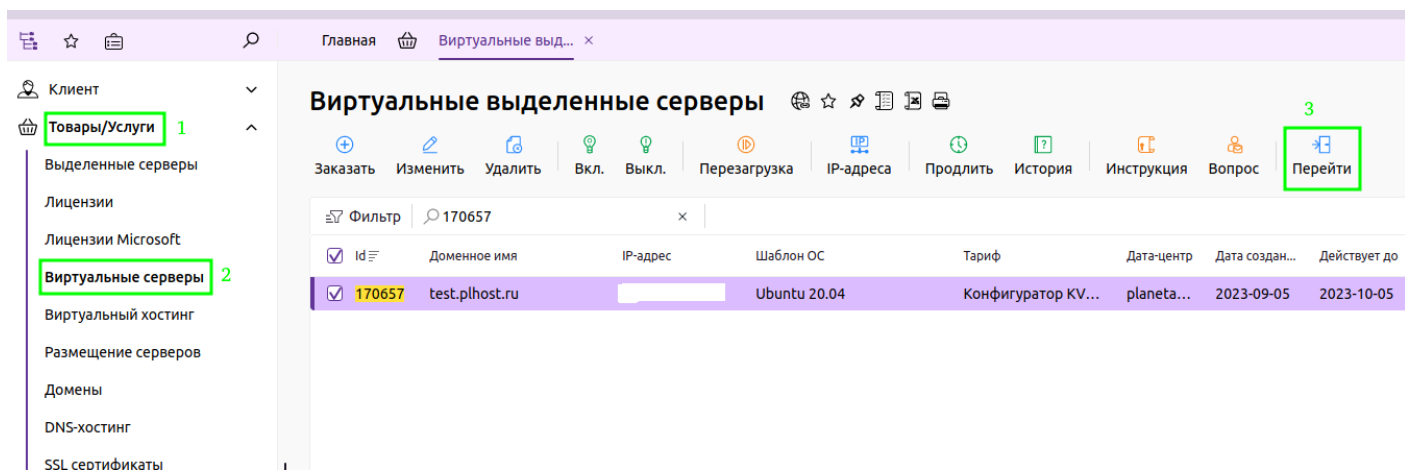 Главная Виртуальные выд... ×
Клиент
Товары/Услуги 1
Выделенные серверы
Лицензии
Лицензии Microsoft
Виртуальные серверы 2
Виртуальный хостинг
Размещение серверов
Домены
DNS-хостинг
SSL сертификаты
Виртуальные выделенные серверы
3
Заказать Изменить Удалить Вкл. Выкл. Перезагрузка IP-адреса Продлить История Инструкция Вопрос Перейти
Фильтр 170657 ×
Id Доменное имя IP-адрес Шаблон ОС Тариф Дата-центр Дата создан... Действует до
170657 test.plhost.ru Ubuntu 20.04 Конфигуратор KV... planeta... 2023-09-05 2023-10-05